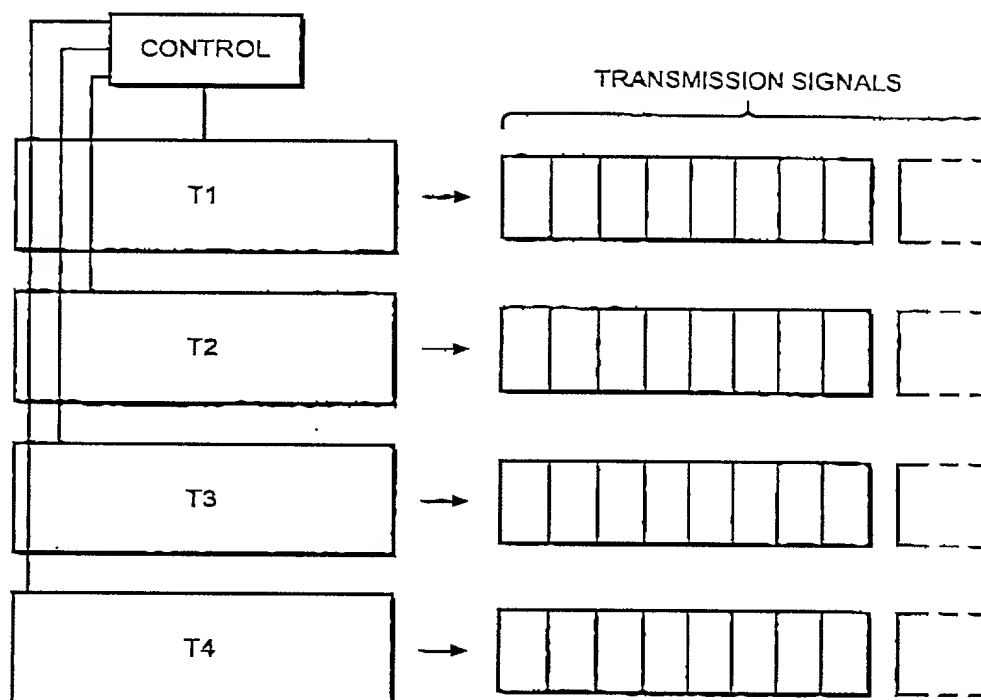 CONTROL
TRANSMISSION SIGNALS
T1
T2
T3
T4